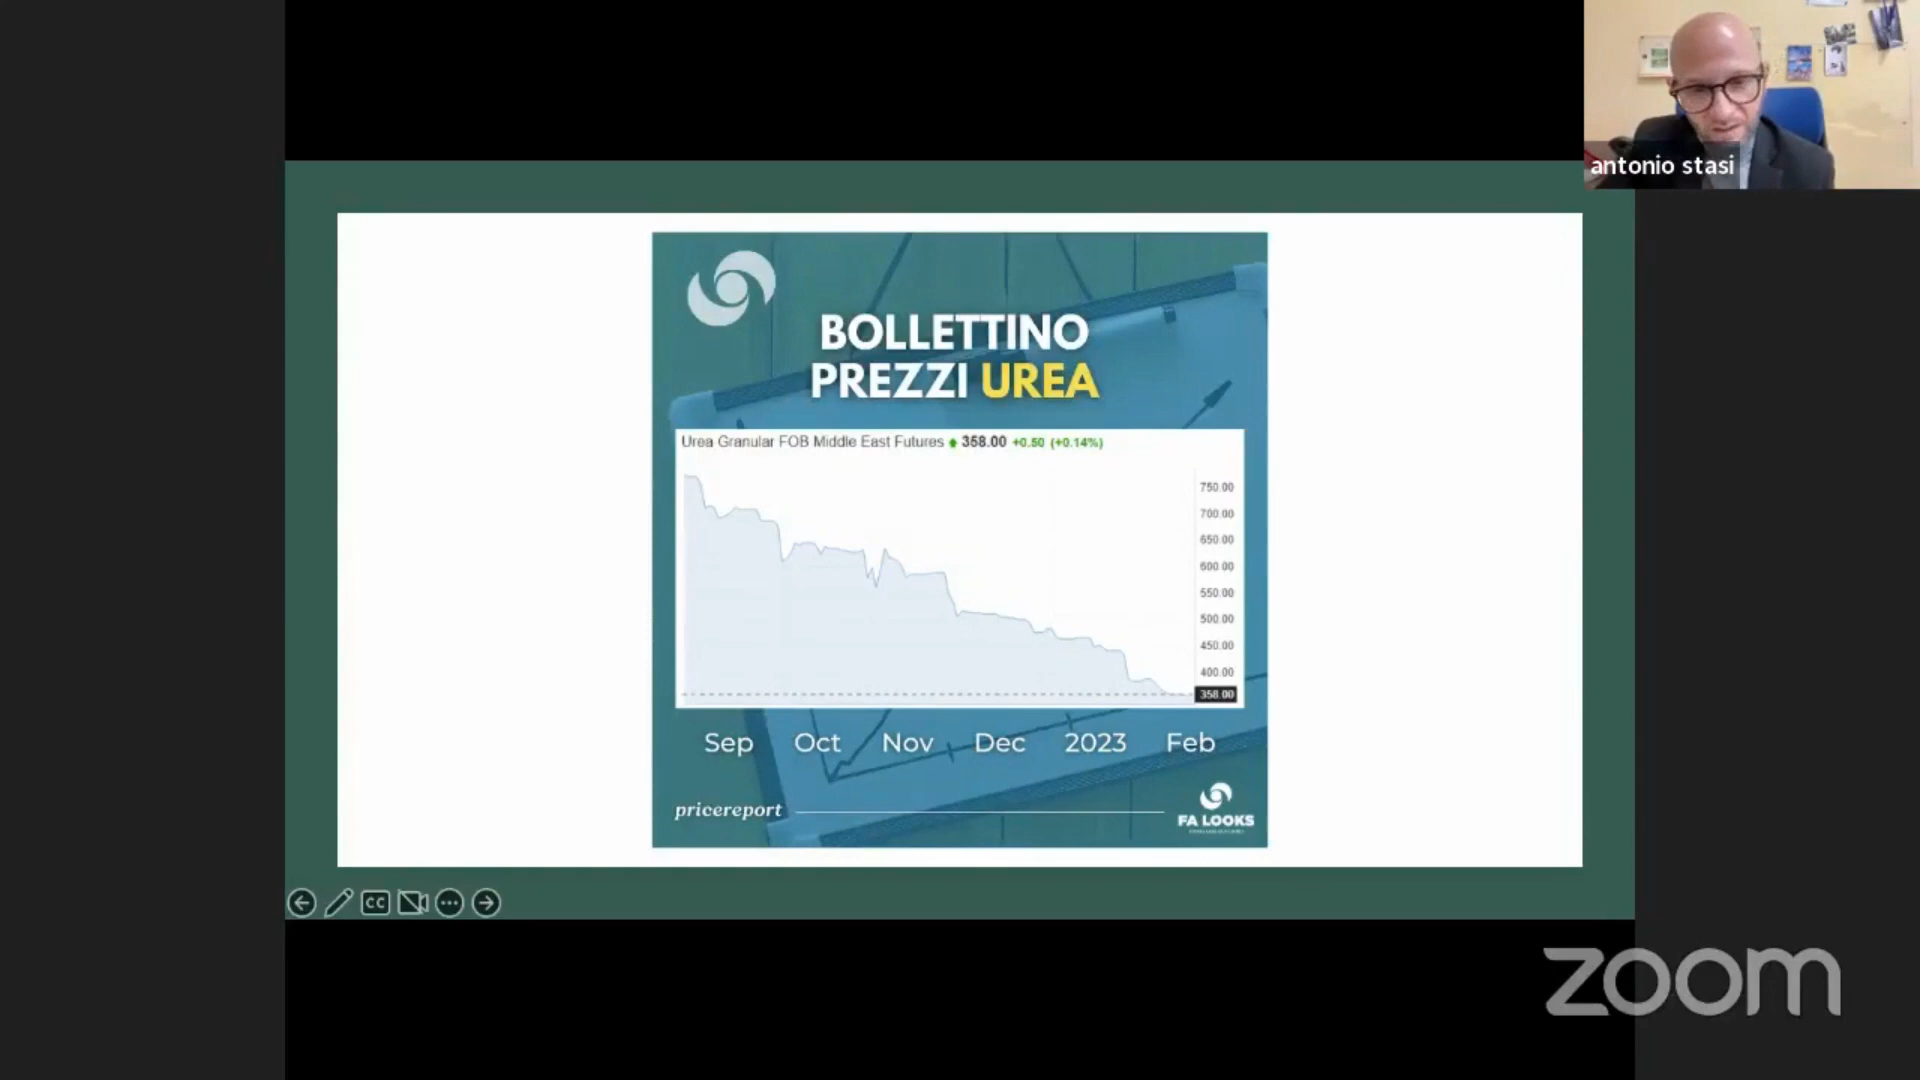 antonio stasi
BOLLETTINO
PREZZI UREA
Urea Granular FOB Middle East Futures 358.00 +0.50 (+0.14%)
750.00
700.00
650.00
600.00
550.00
500.00
450.00
400.00
358.00
Sep Oct Nov Dec 2023 Feb
pricereport
FA LOOKS
CC
zoom